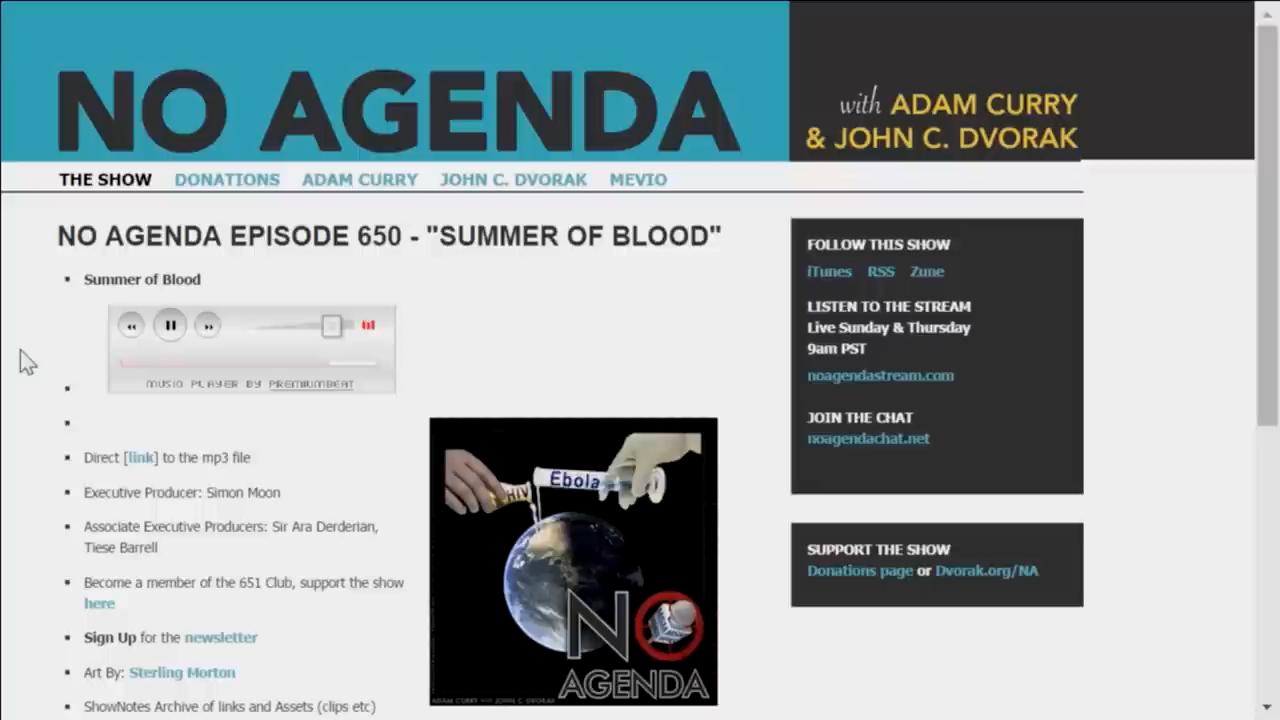 NO AGENDA
with ADAM CURRY
& JOHN C. DVORAK
THE SHOW DONATIONS ADAM CURRY JOHN C. DVORAK MEVIO
NO AGENDA EPISODE 650 - "SUMMER OF BLOOD"
Summer of Blood
MUSIC PLAYER BY PREMIUMBEAT
Direct [link] to the mp3 file
Executive Producer: Simon Moon
Associate Executive Producers: Sir Ara Derderian,
Tiese Barrell
Become a member of the 651 Club, support the show
here
Sign Up for the newsletter
Art By: Sterling Morton
ShowNotes Archive of links and Assets (clips etc)
HIV
Ebola
NO
AGENDA
ADAM CURRY WITH JOHN C. DVORAK
FOLLOW THIS SHOW
iTunes RSS Zune
LISTEN TO THE STREAM
Live Sunday & Thursday
9am PST
noagendastream.com
JOIN THE CHAT
noagendachat.net
SUPPORT THE SHOW
Donations page or Dvorak.org/NA